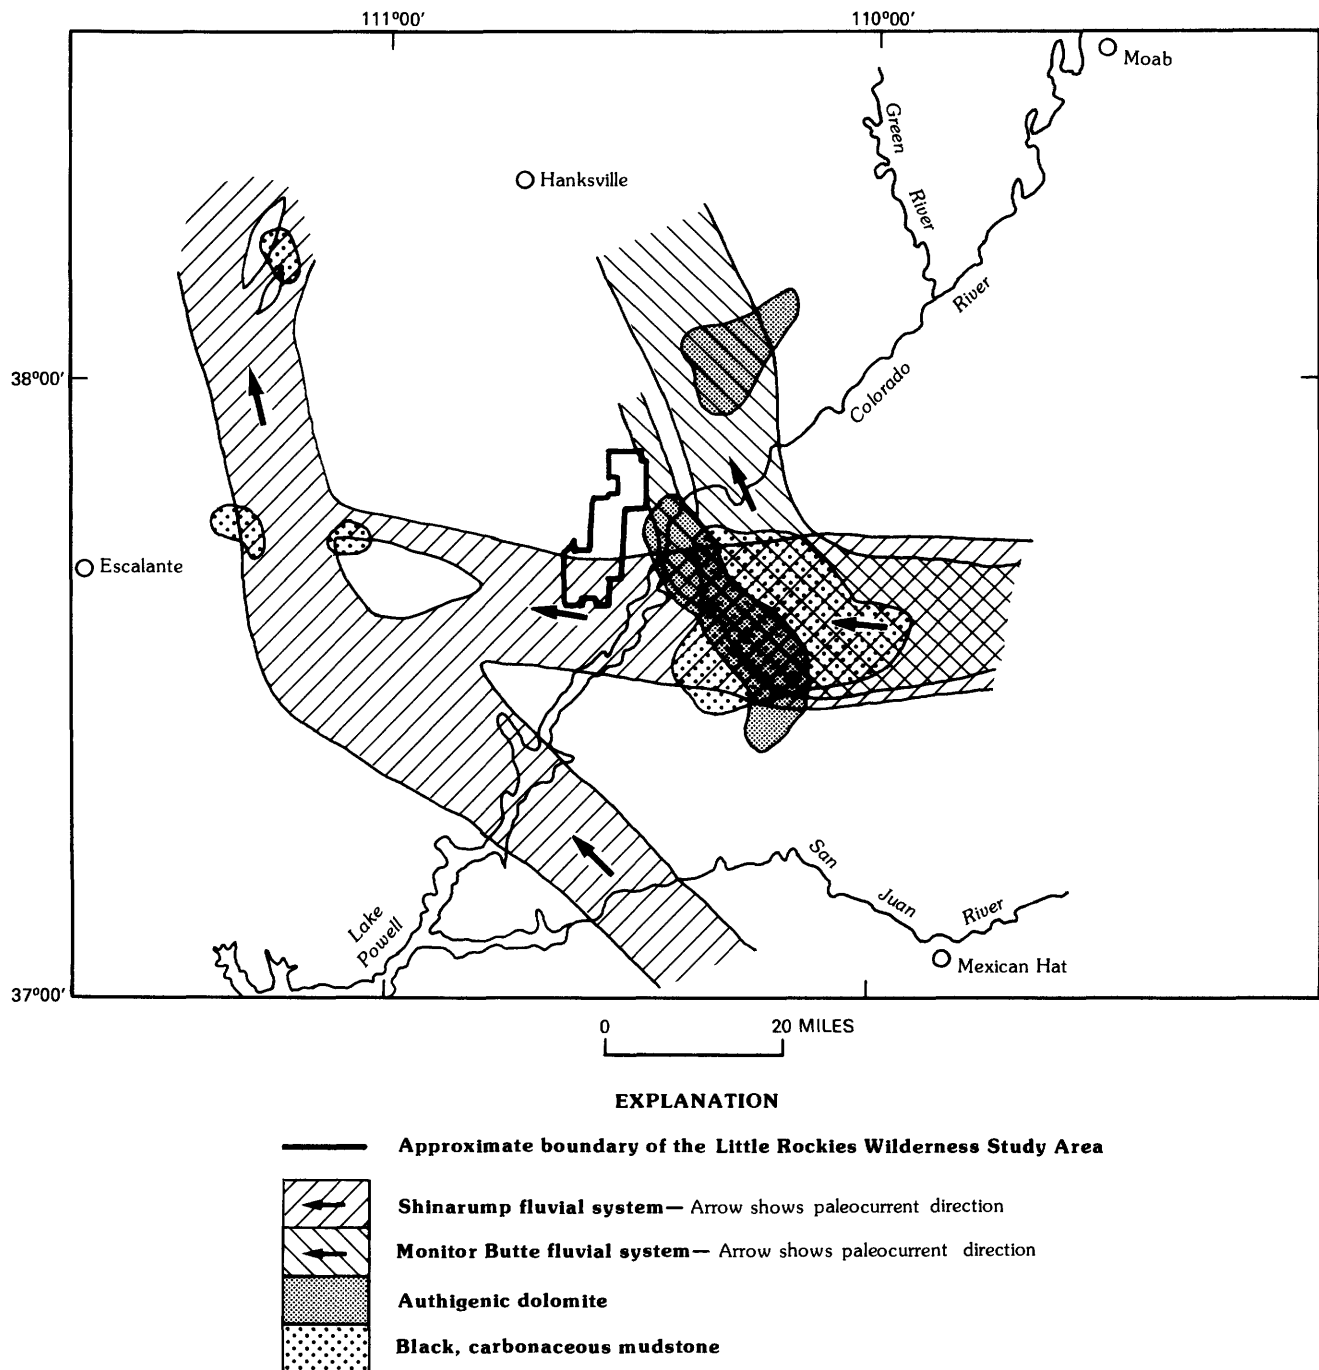 111°00'
110°00'
Moab
Green
River
Hanksville
River
Colorado
38°00'
Escalante
San
Juan
River
Lake
Powell
Mexican Hat
37°00'
0 20 MILES
EXPLANATION
Approximate boundary of the Little Rockies Wilderness Study Area
Shinarump fluvial system— Arrow shows paleocurrent direction
Monitor Butte fluvial system— Arrow shows paleocurrent direction
Authigenic dolomite
Black, carbonaceous mudstone